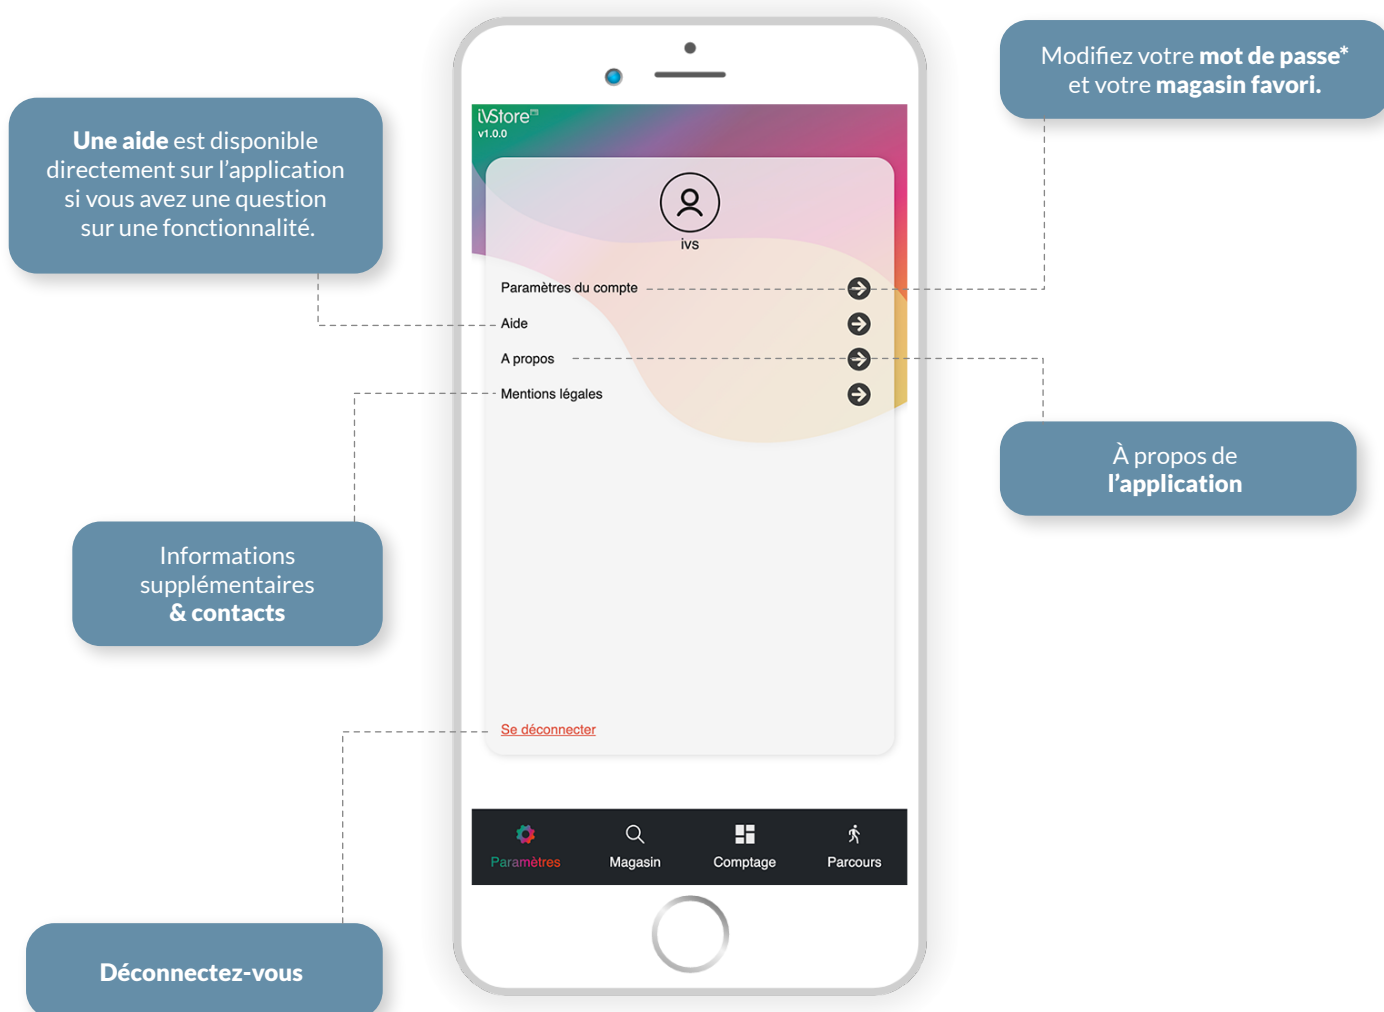 Modifiez votre mot de passe*
et votre magasin favori.
Une aide est disponible
directement sur l'application
si vous avez une question
sur une fonctionnalité.
iVStore
v1.0.0
ivs
Paramètres du compte
Aide
A propos
Mentions légales
À propos de
l'application
Informations
supplémentaires
& contacts
Se déconnecter
Paramètres
Magasin
Comptage
Parcours
Déconnectez-vous